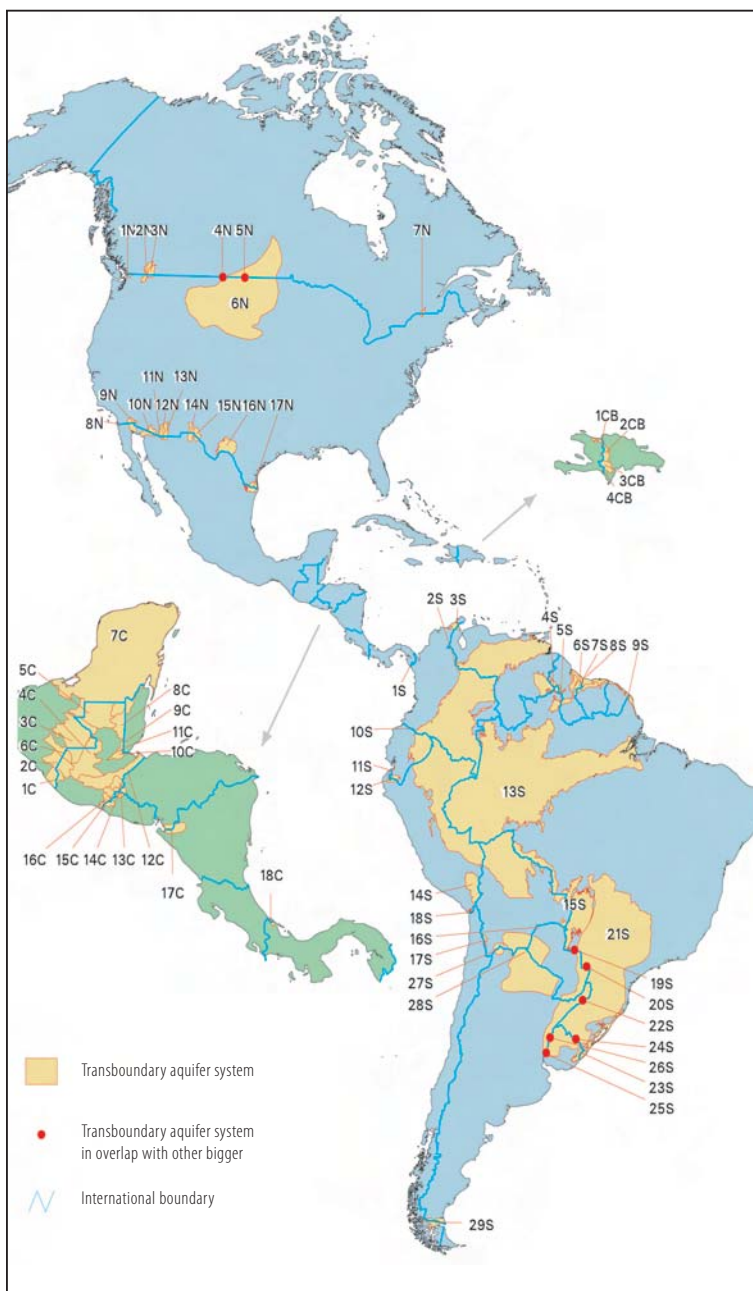 1N 2N 3N
4N 5N
7N
6N
11N 13N
9N
10N 12N 14N 15N 16N 17N
8N
1CB
2CB
3CB
4CB
7C
2S 3S
4S
5S
6S 7S 8S 9S
1S
5C
4C
3C
6C
2C
1C
8C
9C
11C
10C
10S
11S
12S
13S
16C 15C 14C 13C 12C
17C
18C
14S
18S
16S
17S
27S
28S
15S
21S
19S
20S
22S
24S
26S
23S
25S
29S
Transboundary aquifer system
Transboundary aquifer system
in overlap with other bigger
International boundary